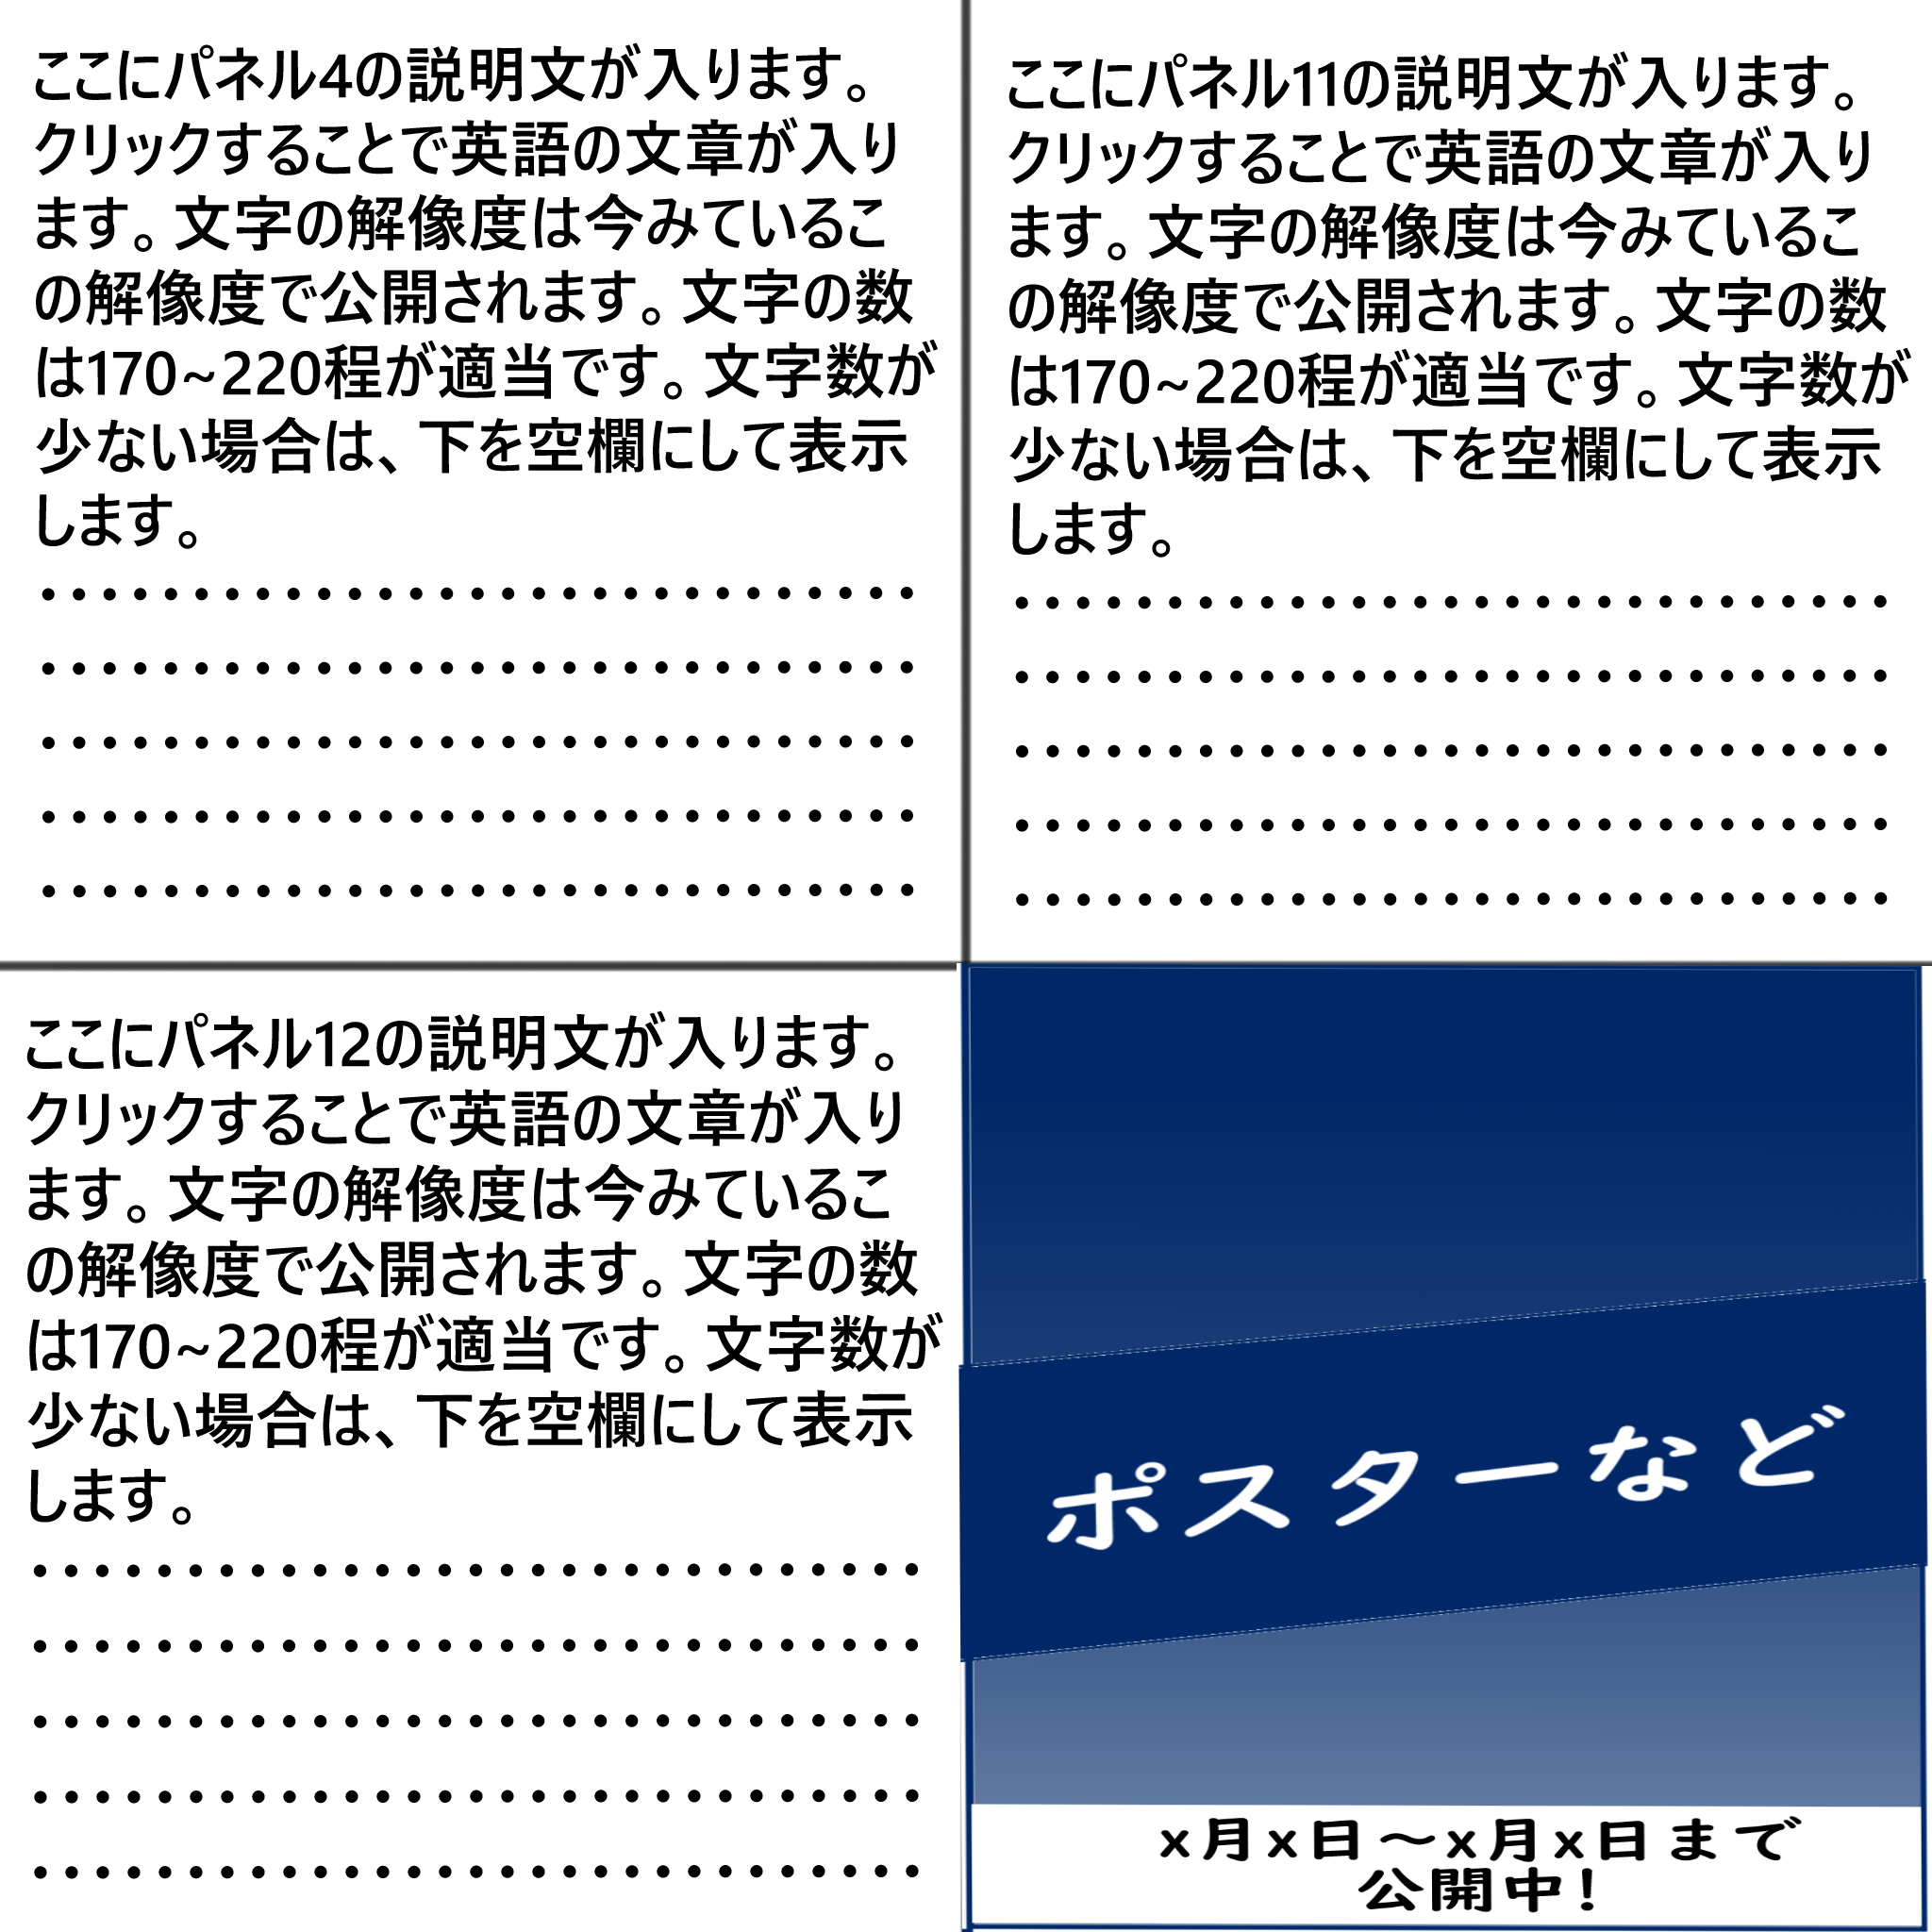 ここにパネル4の説明文が入ります。
クリックすることで英語の文章が入り
ます。文字の解像度は今みているこ
の解像度で公開されます。文字の数
は170~220程が適当です。文字数が
少ない場合は、下を空欄にして表示
します。
・・・・・・・・・・・・・・・・・・・・・・・・・・・・・
・・・・・・・・・・・・・・・・・・・・・・・・・・・・・
・・・・・・・・・・・・・・・・・・・・・・・・・・・・・
・・・・・・・・・・・・・・・・・・・・・・・・・・・・・
・・・・・・・・・・・・・・・・・・・・・・・・・・・・・
ここにパネル11の説明文が入ります。
クリックすることで英語の文章が入り
ます。文字の解像度は今みているこ
の解像度で公開されます。文字の数
は170~220程が適当です。文字数が
少ない場合は、下を空欄にして表示
します。
・・・・・・・・・・・・・・・・・・・・・・・・・・・・・
・・・・・・・・・・・・・・・・・・・・・・・・・・・・・
・・・・・・・・・・・・・・・・・・・・・・・・・・・・・
・・・・・・・・・・・・・・・・・・・・・・・・・・・・・
・・・・・・・・・・・・・・・・・・・・・・・・・・・・・
ここにパネル12の説明文が入ります。
クリックすることで英語の文章が入り
ます。文字の解像度は今みているこ
の解像度で公開されます。文字の数
は170~220程が適当です。文字数が
少ない場合は、下を空欄にして表示
します。
・・・・・・・・・・・・・・・・・・・・・・・・・・・・・
・・・・・・・・・・・・・・・・・・・・・・・・・・・・・
・・・・・・・・・・・・・・・・・・・・・・・・・・・・・
・・・・・・・・・・・・・・・・・・・・・・・・・・・・・
・・・・・・・・・・・・・・・・・・・・・・・・・・・・・
ポスターなど
x月x日～x月x日まで
公開中!